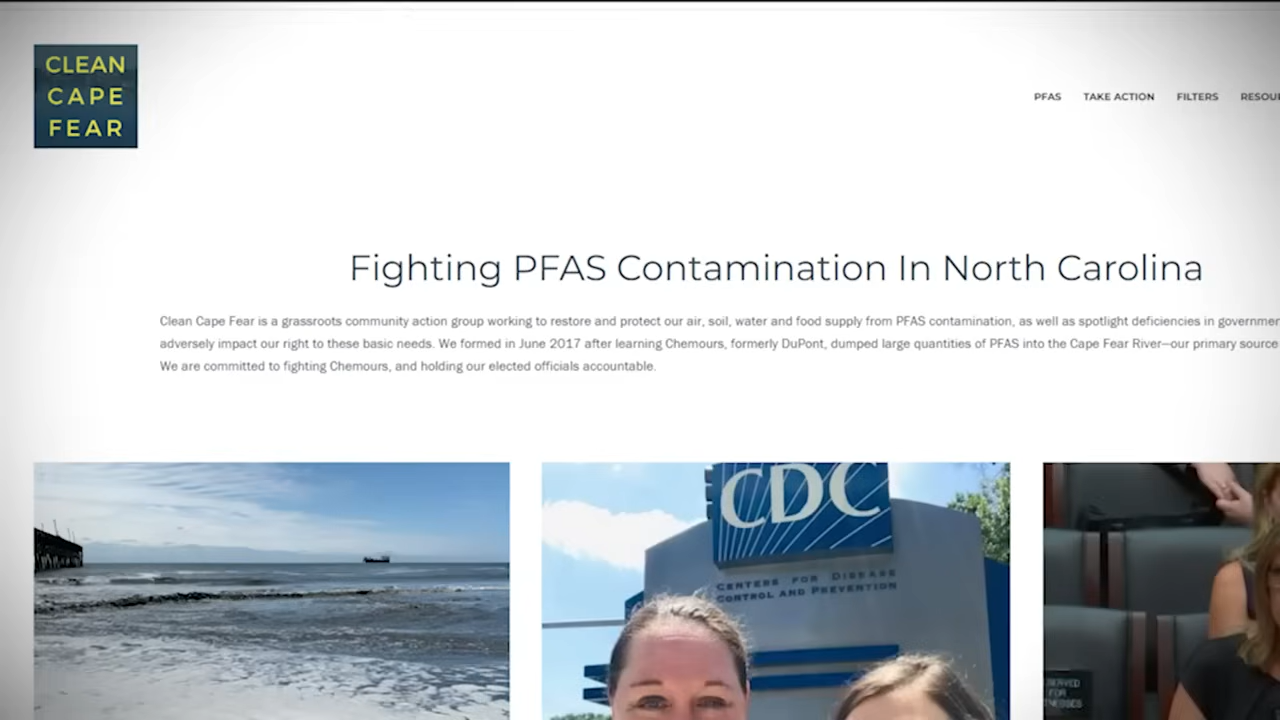 CLEAN
CAPE
FEAR
PFAS TAKE ACTION FILTERS
Fighting PFAS Contamination In North Carolina
Clean Cape Fear is a grassroots community action group working to restore and protect our air, soil, water and food supply from PFAS contamination, as well as spotlight deficiencies in
adversely impact our right to these basic needs. We formed in June 2017 after learning Chemours, formerly DuPont, dumped large quantities of PFAS into the Cape Fear River—our primary source
We are committed to fighting Chemours, and holding our elected officials accountable.
CDC
CENTERS FOR DISEASE
CONTROL AND PREVENTION
FOR